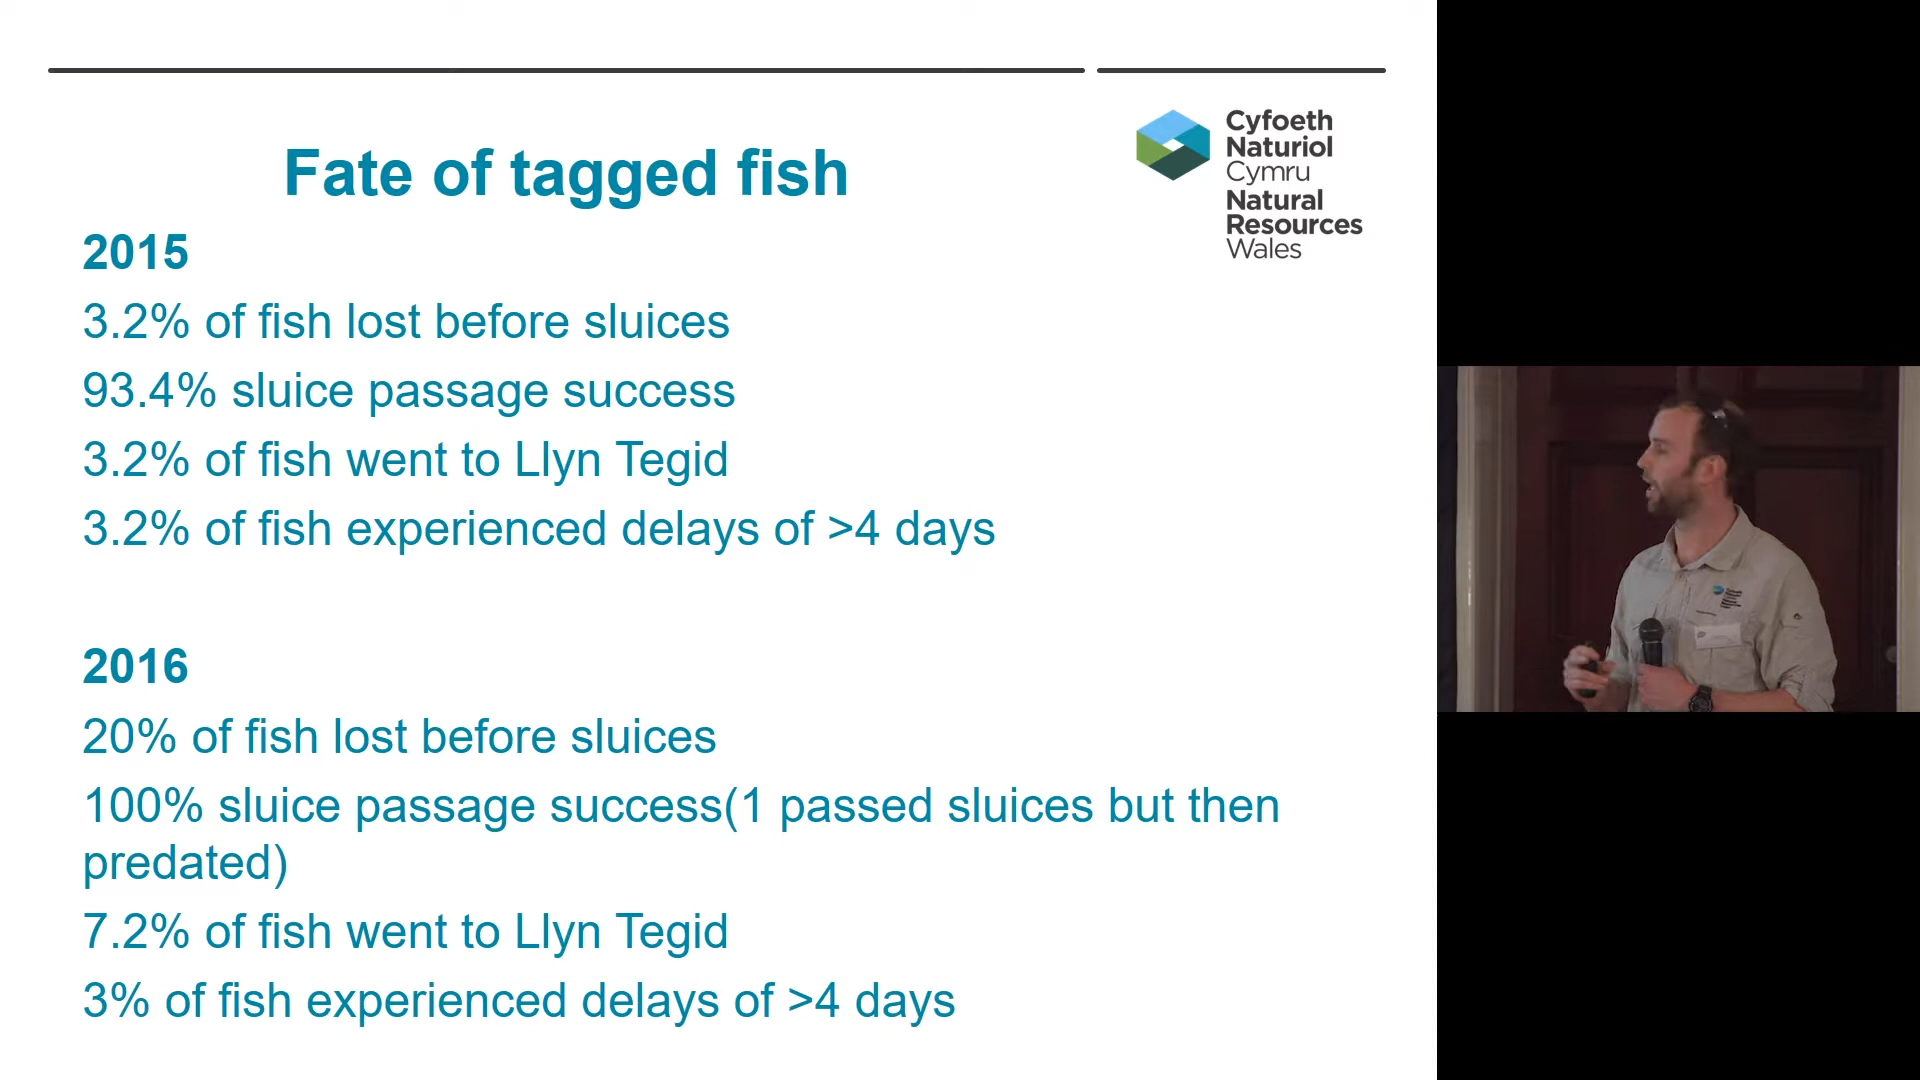 Fate of tagged fish
Cyfoeth
Naturiol
Cymru
Natural
Resources
Wales
2015
3.2% of fish lost before sluices
93.4% sluice passage success
3.2% of fish went to Llyn Tegid
3.2% of fish experienced delays of >4 days
2016
20% of fish lost before sluices
100% sluice passage success(1 passed sluices but then
predated)
7.2% of fish went to Llyn Tegid
3% of fish experienced delays of >4 days